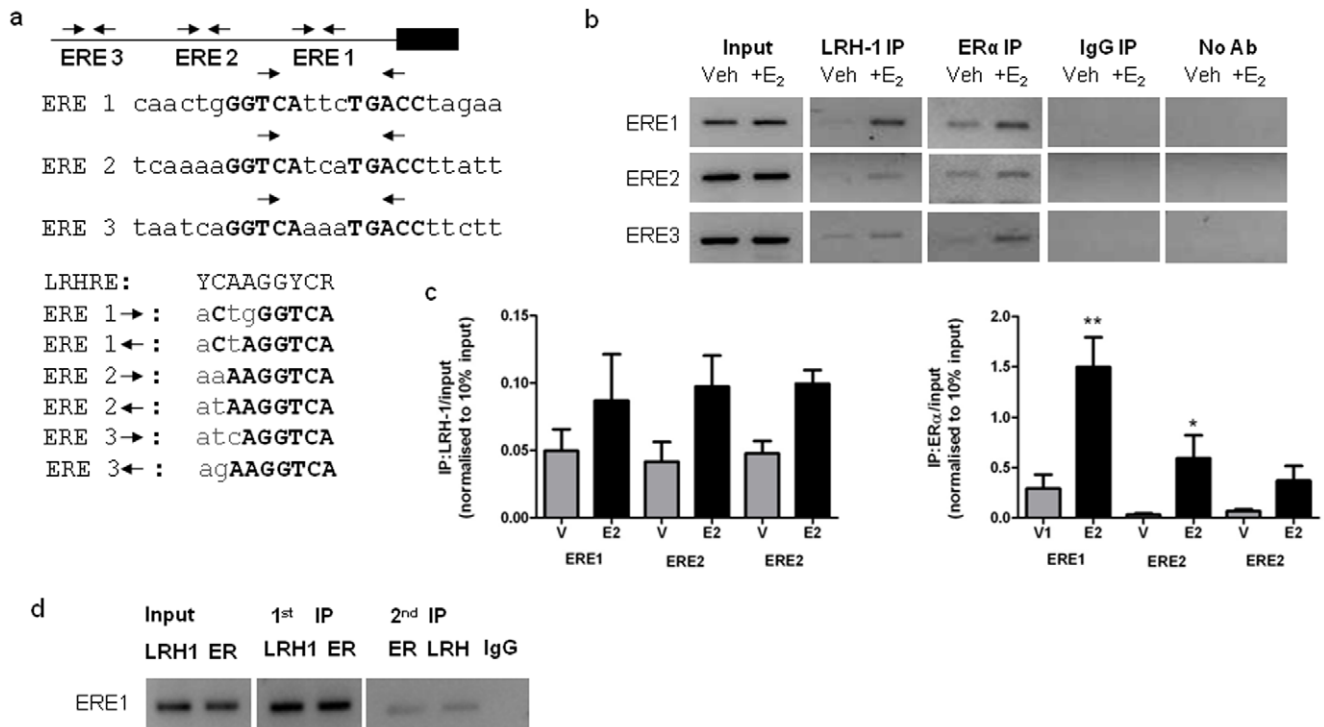 a
ERE 3 ERE 2 ERE 1
ERE 1 caactgGGTCAttcTGACCtagaa
ERE 2 tcaaaaGGTCAtcaTGACCttatt
ERE 3 taatcaGGTCAaaaTGACCttctt
LRHRE: YCAAGGYCR
ERE 1→ : aCtgGGTCA
ERE 1← : aCtAGGTCA
ERE 2→ : aaAAGGTCA
ERE 2← : atAAGGTCA
ERE 3→ : atcAGGTCA
ERE 3← : agAAGGTCA
b
Input LRH-1 IP ERα IP IgG IP No Ab
Veh +E2 Veh +E2 Veh +E2 Veh +E2 Veh +E2
ERE1
ERE2
ERE3
c
IP:LRH-1/input
(normalised to 10% input)
0.15
0.10
0.05
0.00
V E2 V E2 V E2
ERE1 ERE2 ERE2
IP:ERα/input
(normalised to 10% input)
2.0
1.5
1.0
0.5
0.0
**
*
V1 E2 V E2 V E2
ERE1 ERE2 ERE2
d
Input 1st IP 2nd IP
LRH1 ER LRH1 ER ER LRH IgG
ERE1